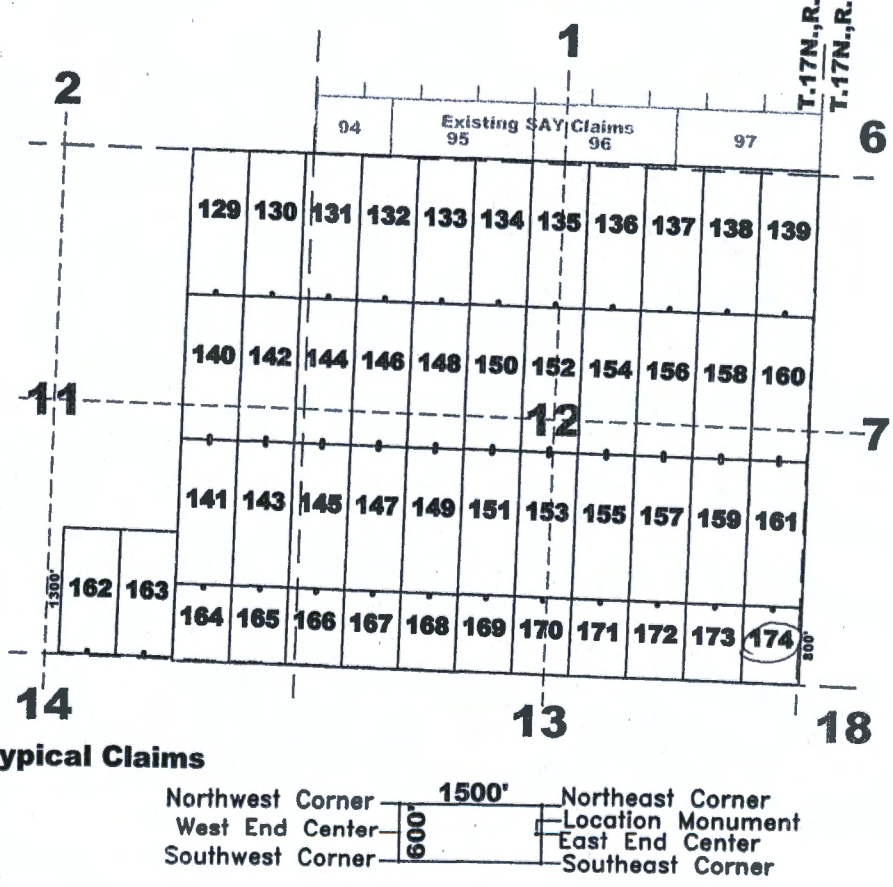 T.17N.,R.
T.17N.,R.
1
2
6
94
Existing SAY Claims
95
96
97
129 130 131 132 133 134 135 136 137 138 139
140 142 144 146 148 150 152 154 156 158 160
11
12
7
141 143 145 147 149 151 153 155 157 159 161
1300'
162 163
164 165 166 167 168 169 170 171 172 173 174
800'
14
13
18
ypical Claims
1500'
600'
Northwest Corner
West End Center
Southwest Corner
Northeast Corner
Location Monument
East End Center
Southeast Corner